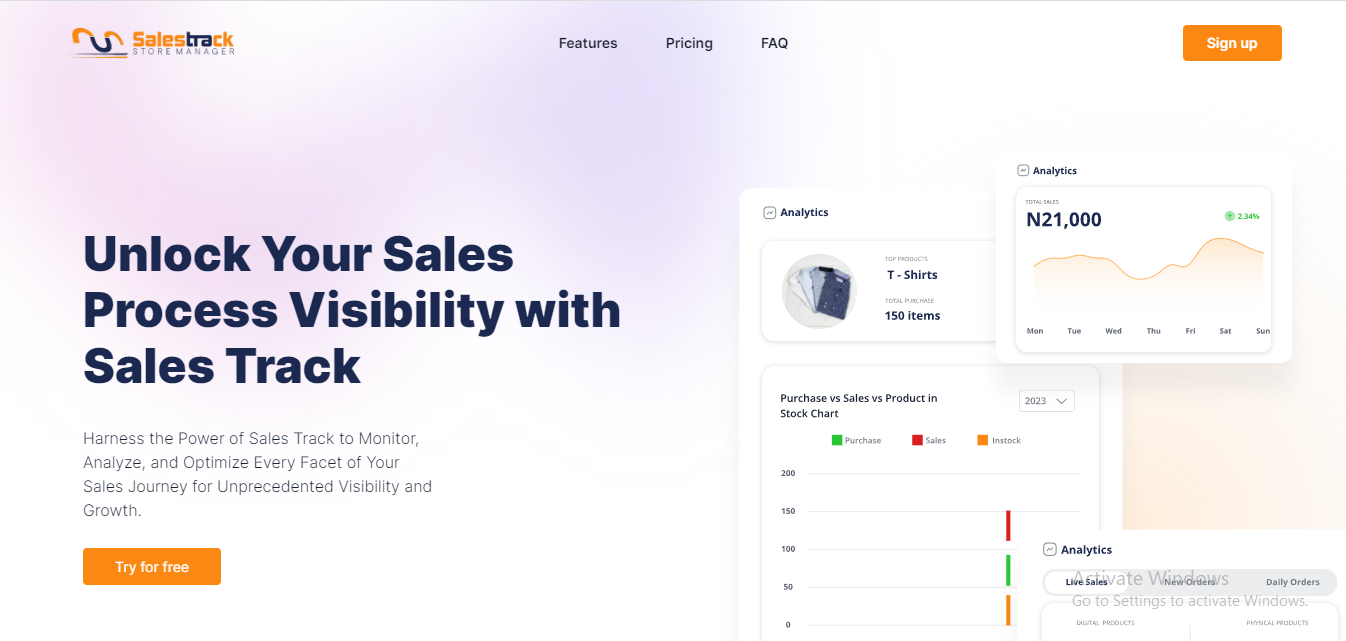 Salestrack
STORE MANAGER
Features
Pricing
FAQ
Sign up
Unlock Your Sales
Process Visibility with
Sales Track
Harness the Power of Sales Track to Monitor,
Analyze, and Optimize Every Facet of Your
Sales Journey for Unprecedented Visibility and
Growth.
Try for free
Analytics
TOP PRODUCTS
T - Shirts
TOTAL PURCHASE
150 items
Analytics
TOTAL SALES
N21,000
2.34%
Mon Tue Wed Thu Fri Sat Sun
Purchase vs Sales vs Product in
Stock Chart
2023
Purchase Sales Instock
200
150
100
50
0
Analytics
Live Sales New Orders Daily Orders
DIGITAL PRODUCTS PHYSICAL PRODUCTS
Activate Windows
Go to Settings to activate Windows.